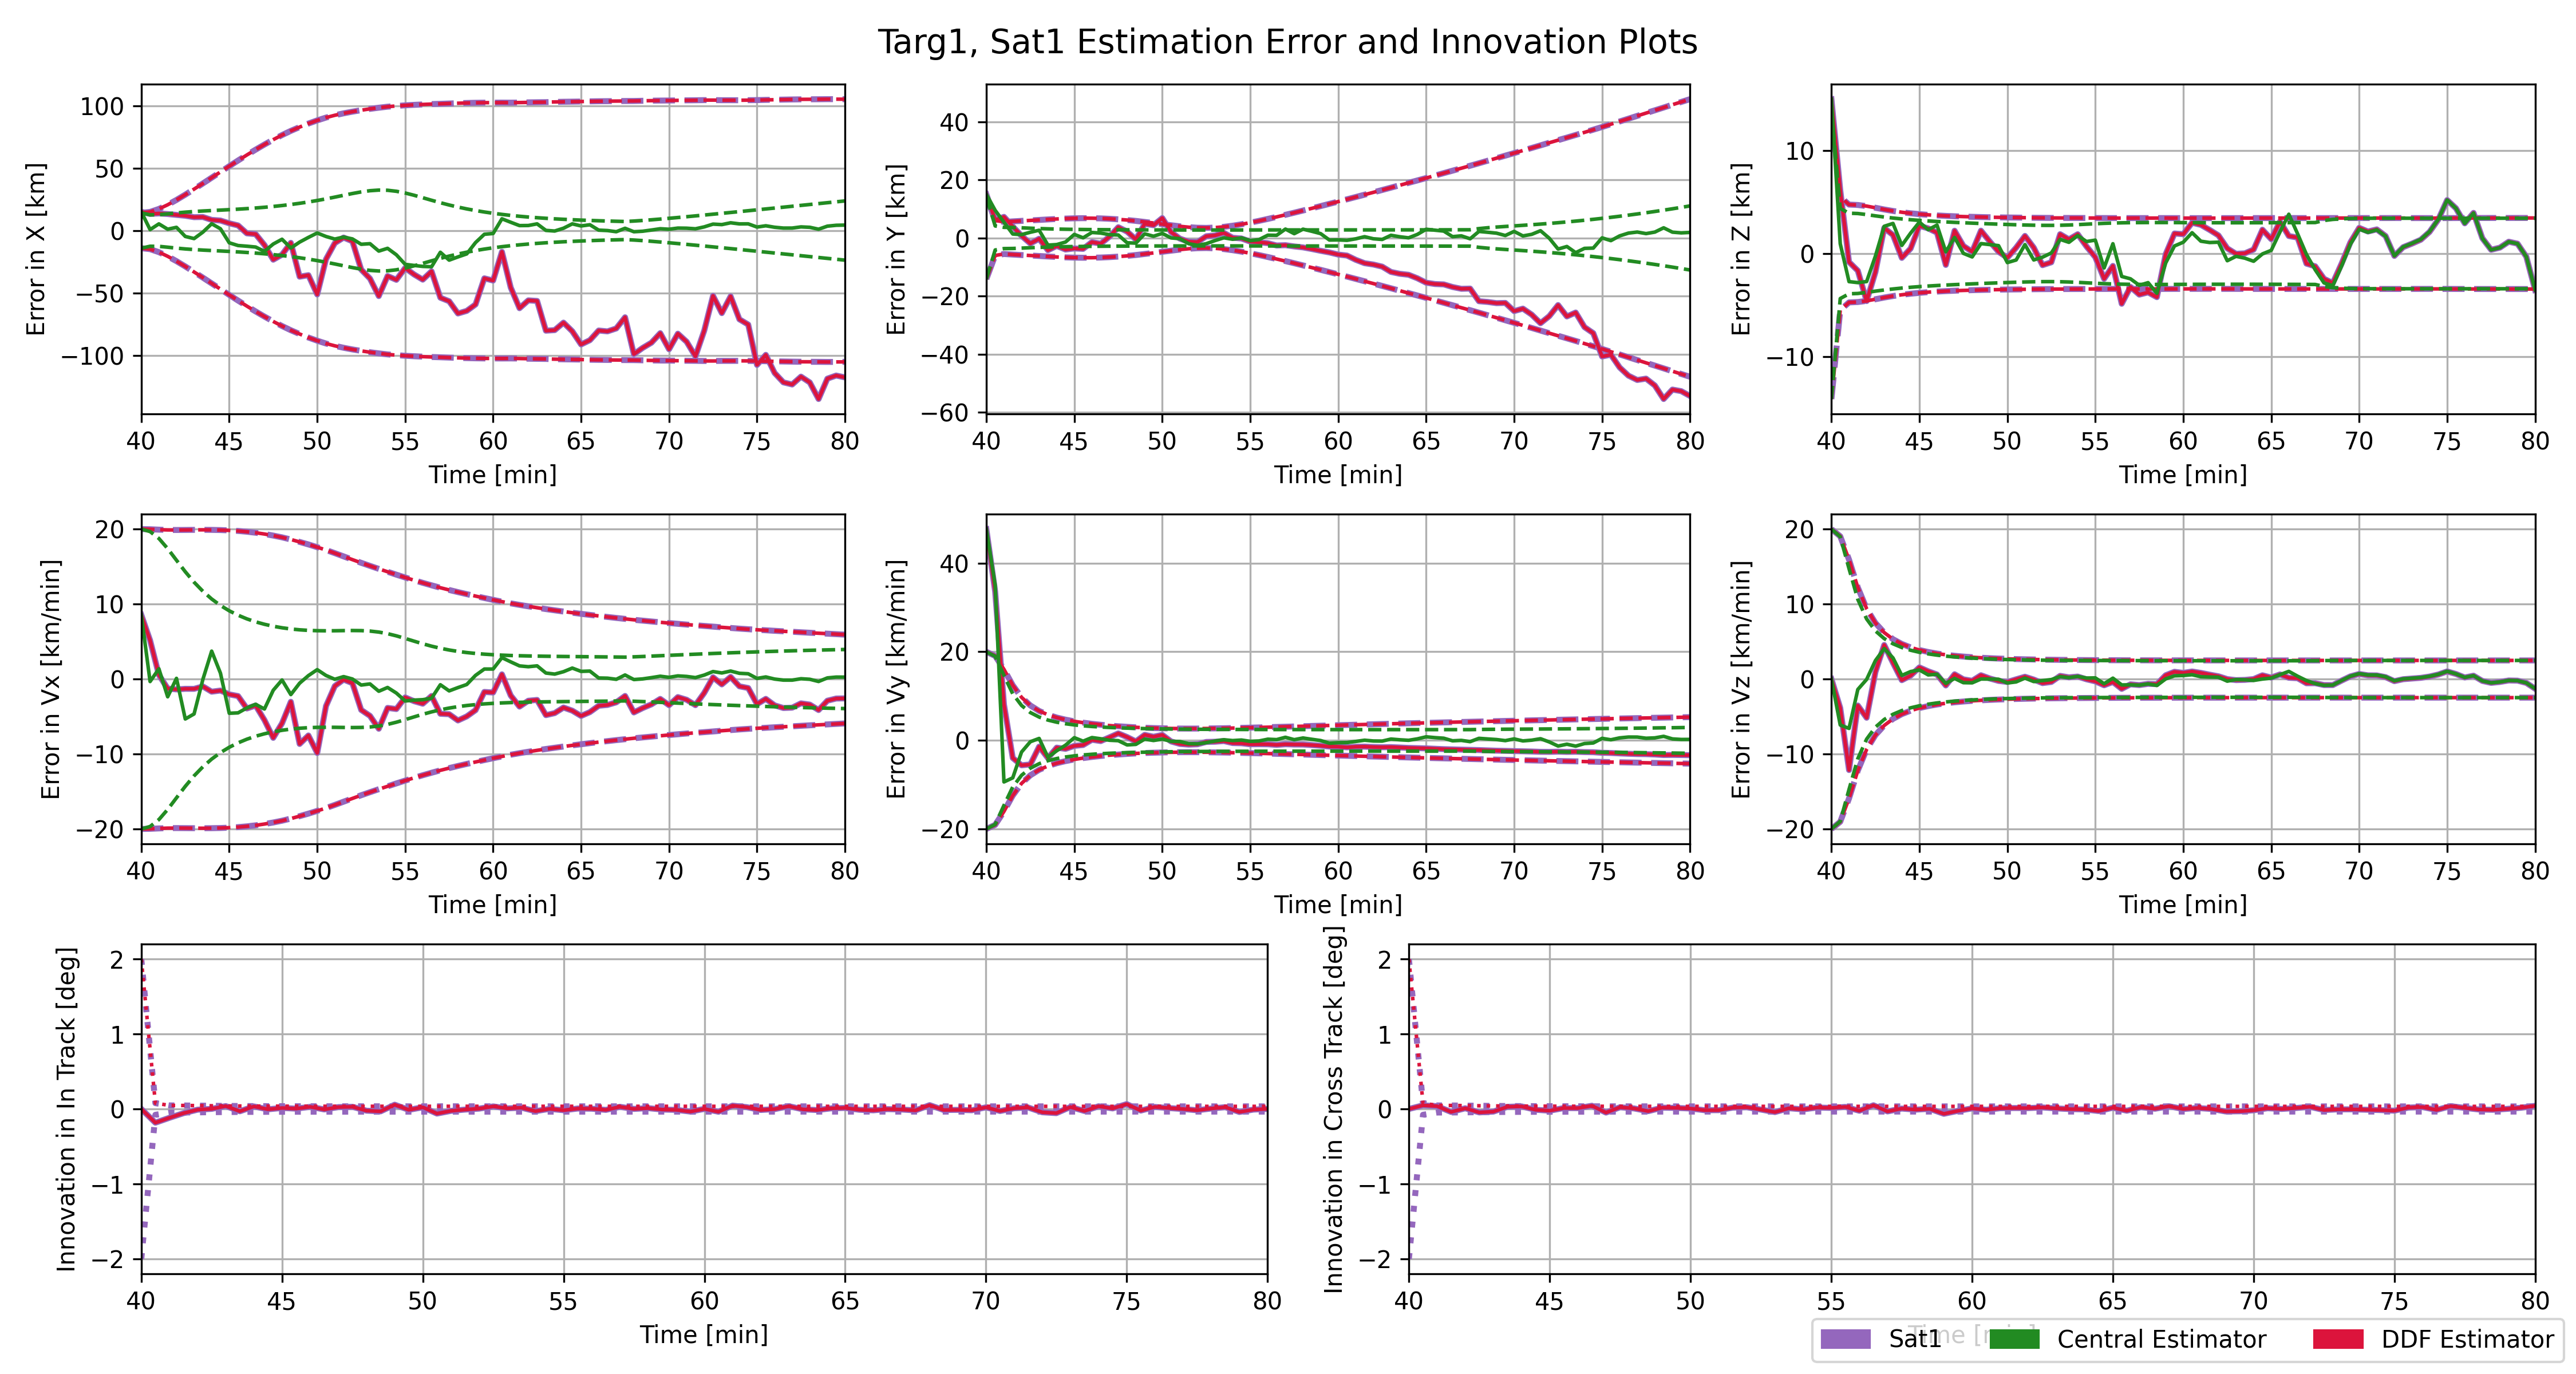 Targ1, Sat1 Estimation Error and Innovation Plots
Error in X [km]
100
50
0
−50
−100
40 45 50 55 60 65 70 75 80
Time [min]
Error in Y [km]
40
20
0
−20
−40
−60
40 45 50 55 60 65 70 75 80
Time [min]
Error in Z [km]
10
0
−10
40 45 50 55 60 65 70 75 80
Time [min]
Error in Vx [km/min]
20
10
0
−10
−20
40 45 50 55 60 65 70 75 80
Time [min]
Error in Vy [km/min]
40
20
0
−20
40 45 50 55 60 65 70 75 80
Time [min]
Error in Vz [km/min]
20
10
0
−10
−20
40 45 50 55 60 65 70 75 80
Time [min]
Innovation in In Track [deg]
2
1
0
−1
−2
40 45 50 55 60 65 70 75 80
Time [min]
Innovation in Cross Track [deg]
2
1
0
−1
−2
40 45 50 55 60 65 70 75 80
Time [min]
Sat1 Central Estimator DDF Estimator